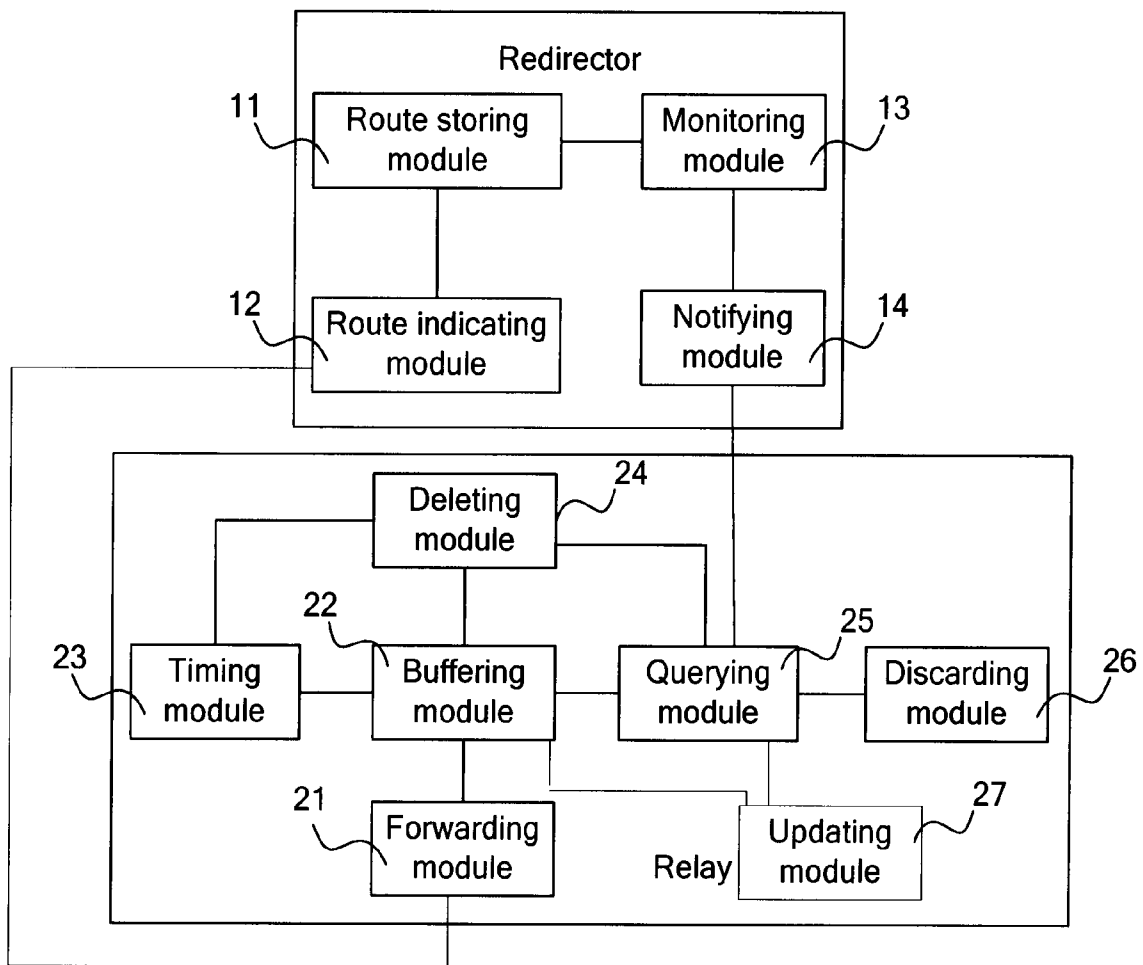 Redirector
11
Route storing
module
Monitoring
module
13
12
Route indicating
module
Notifying
module
14
Deleting
module
24
22
25
23
Timing
module
Buffering
module
Querying
module
Discarding
module
26
21
Forwarding
module
Relay
Updating
module
27